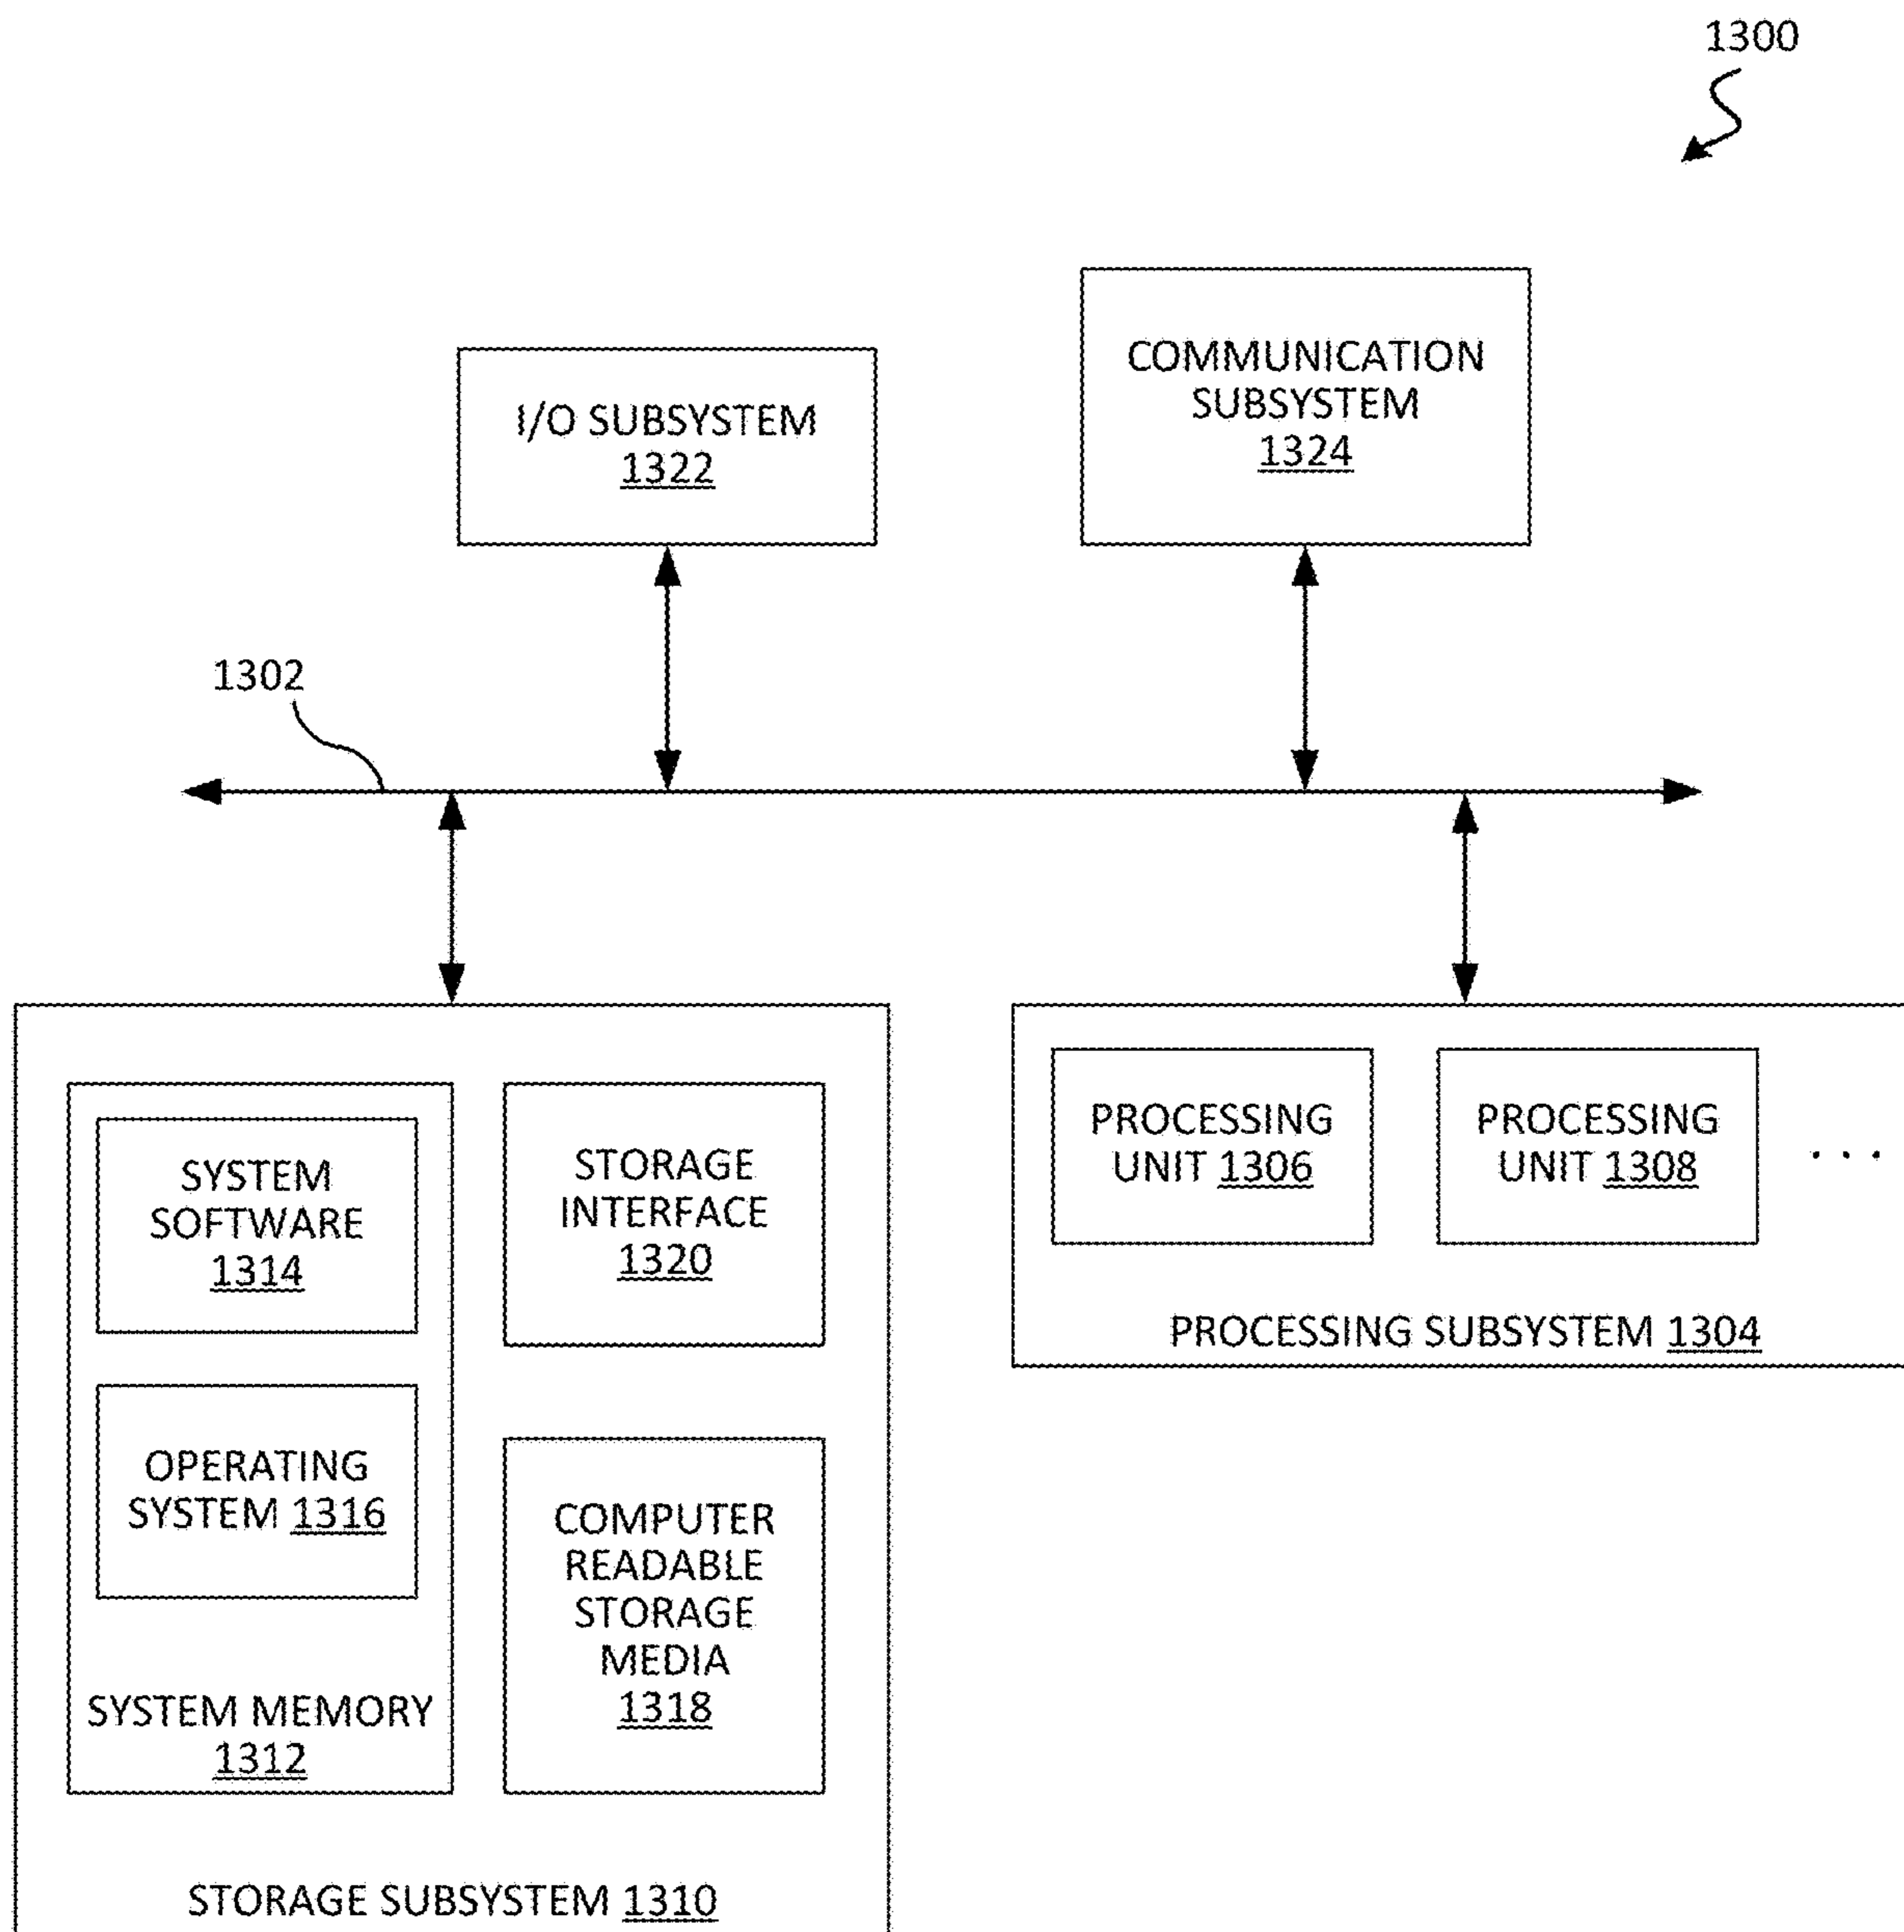 1300
I/O SUBSYSTEM
1322
COMMUNICATION
SUBSYSTEM
1324
1302
SYSTEM
SOFTWARE
1314
OPERATING
SYSTEM 1316
SYSTEM MEMORY
1312
STORAGE
INTERFACE
1320
COMPUTER
READABLE
STORAGE
MEDIA
1318
STORAGE SUBSYSTEM 1310
PROCESSING
UNIT 1306
PROCESSING
UNIT 1308
. . .
PROCESSING SUBSYSTEM 1304